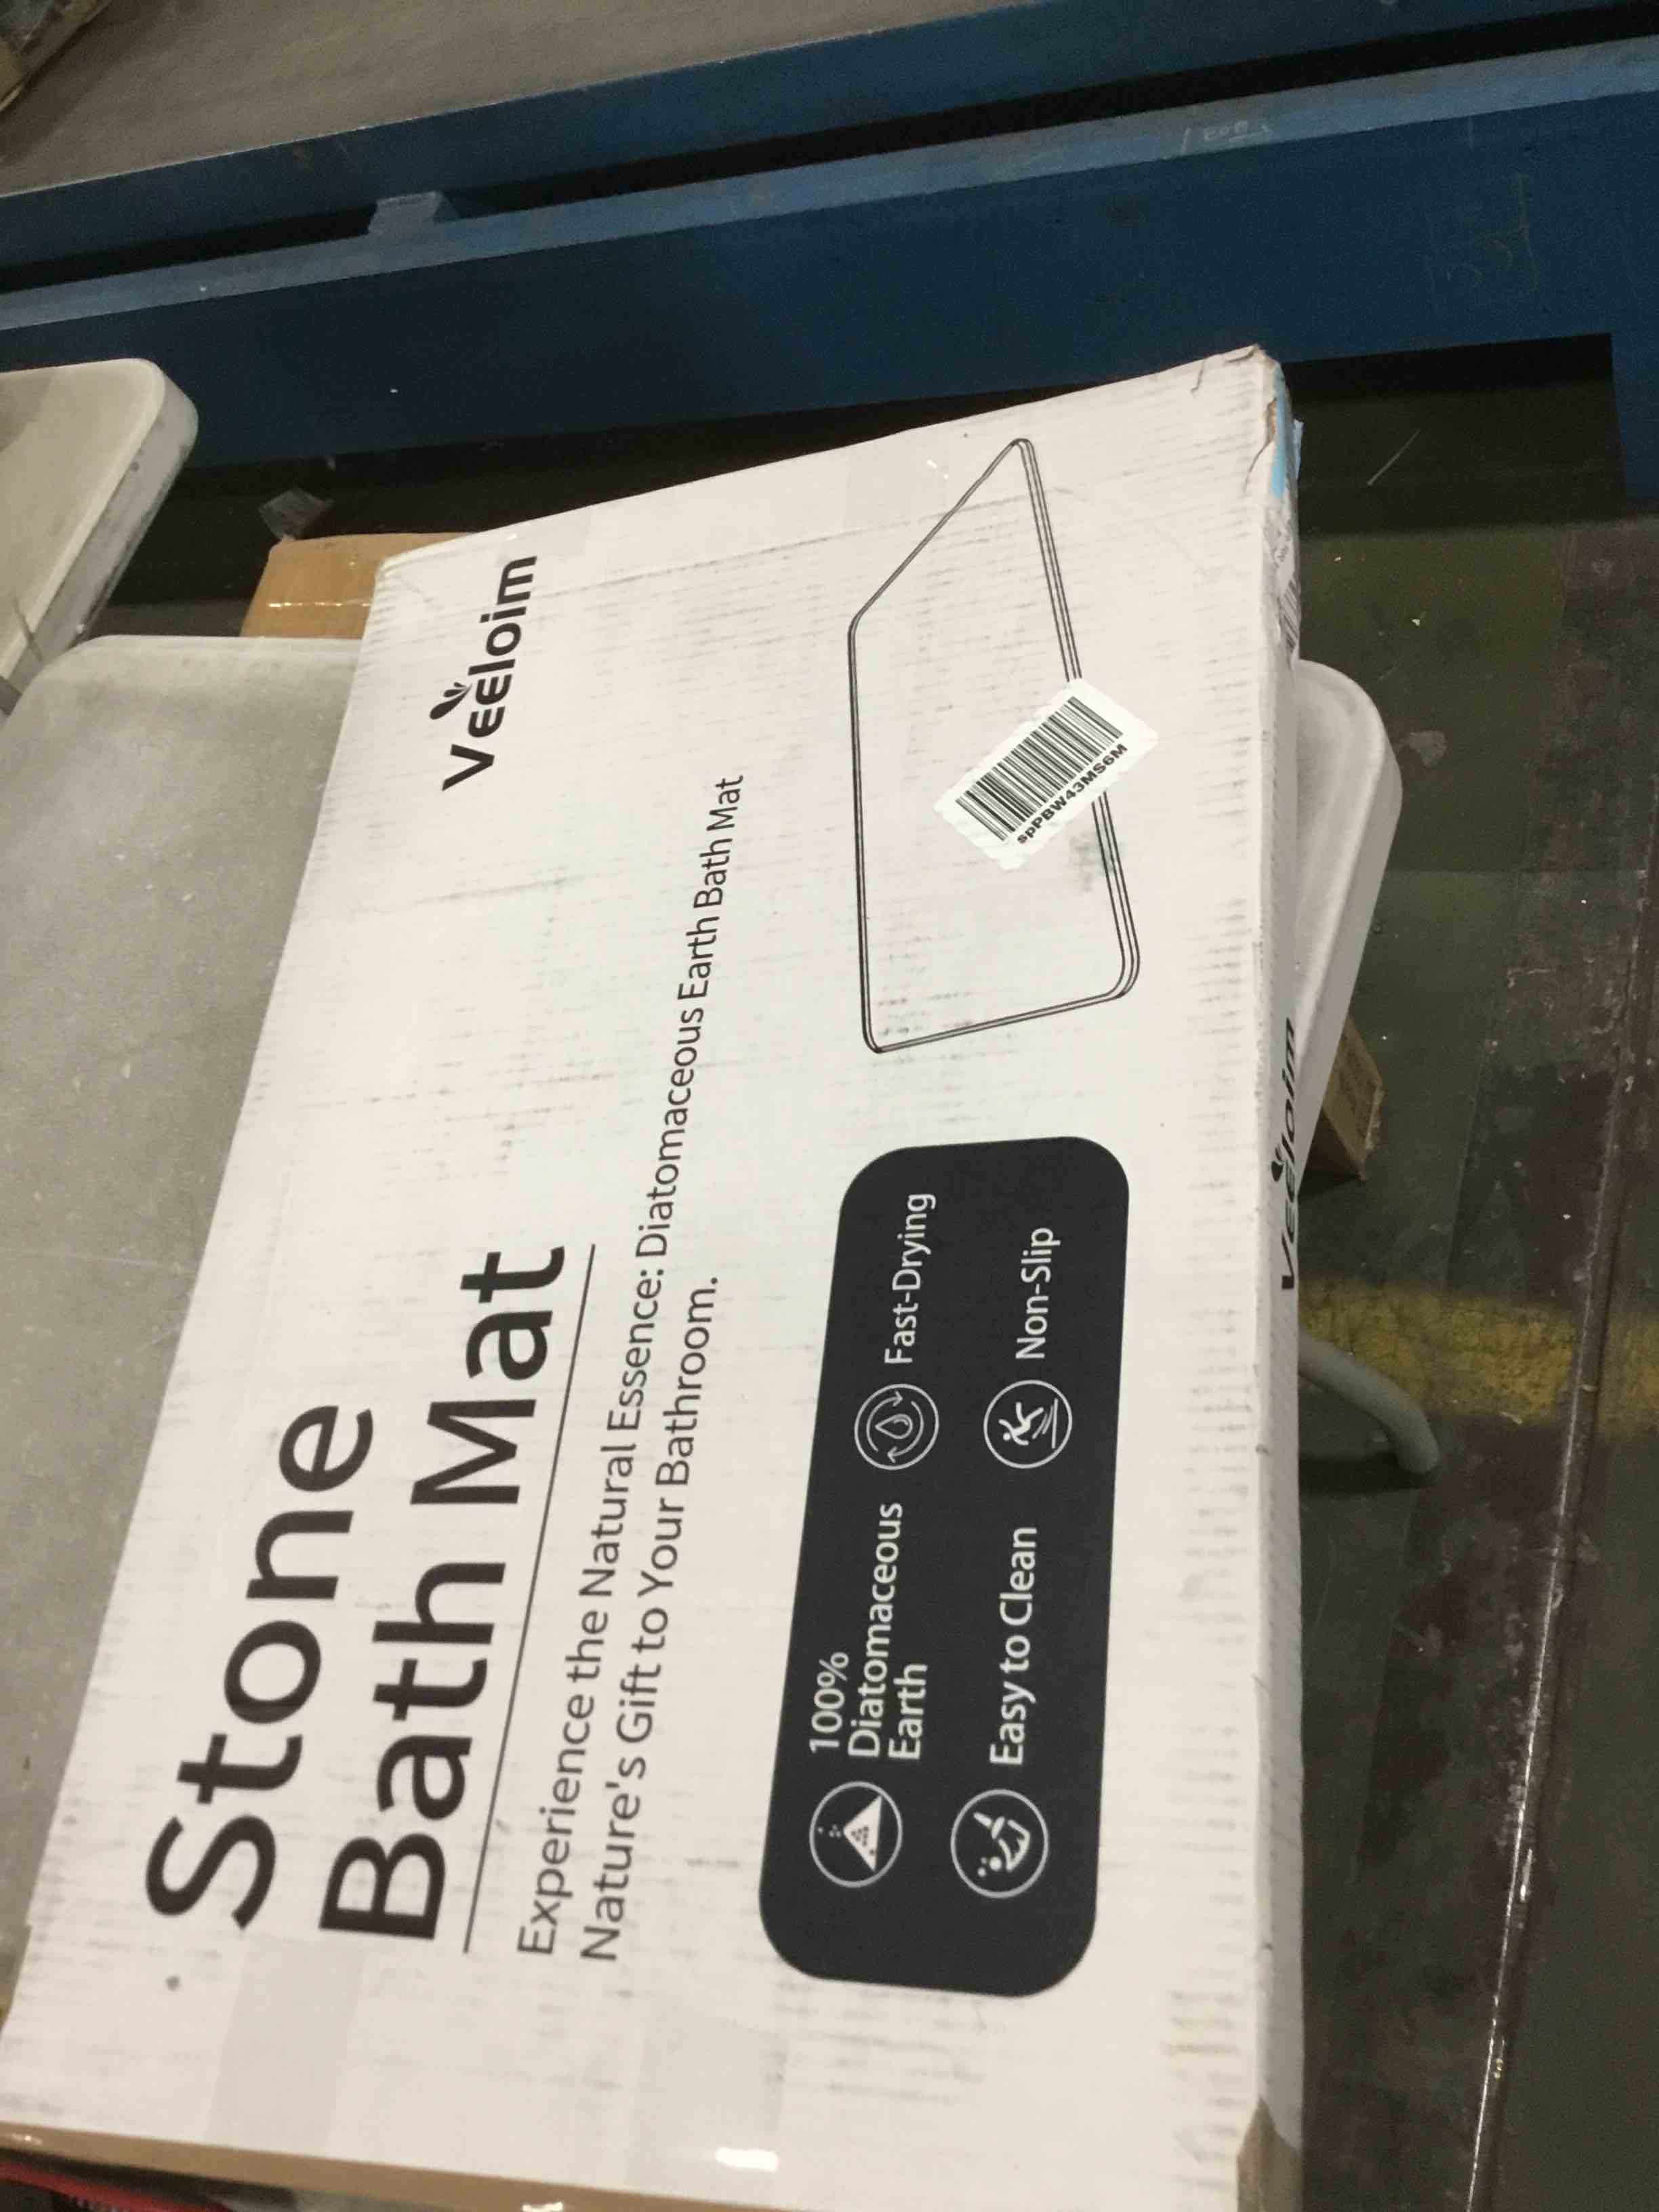 Veeloim
Stone
Bath Mat
Experience the Natural Essence: Diatomaceous Earth Bath Mat
Nature's Gift to Your Bathroom.
100%
Diatomaceous
Earth
Fast-Drying
Easy to Clean
Non-Slip
spPBW43MS6M
Veeloim